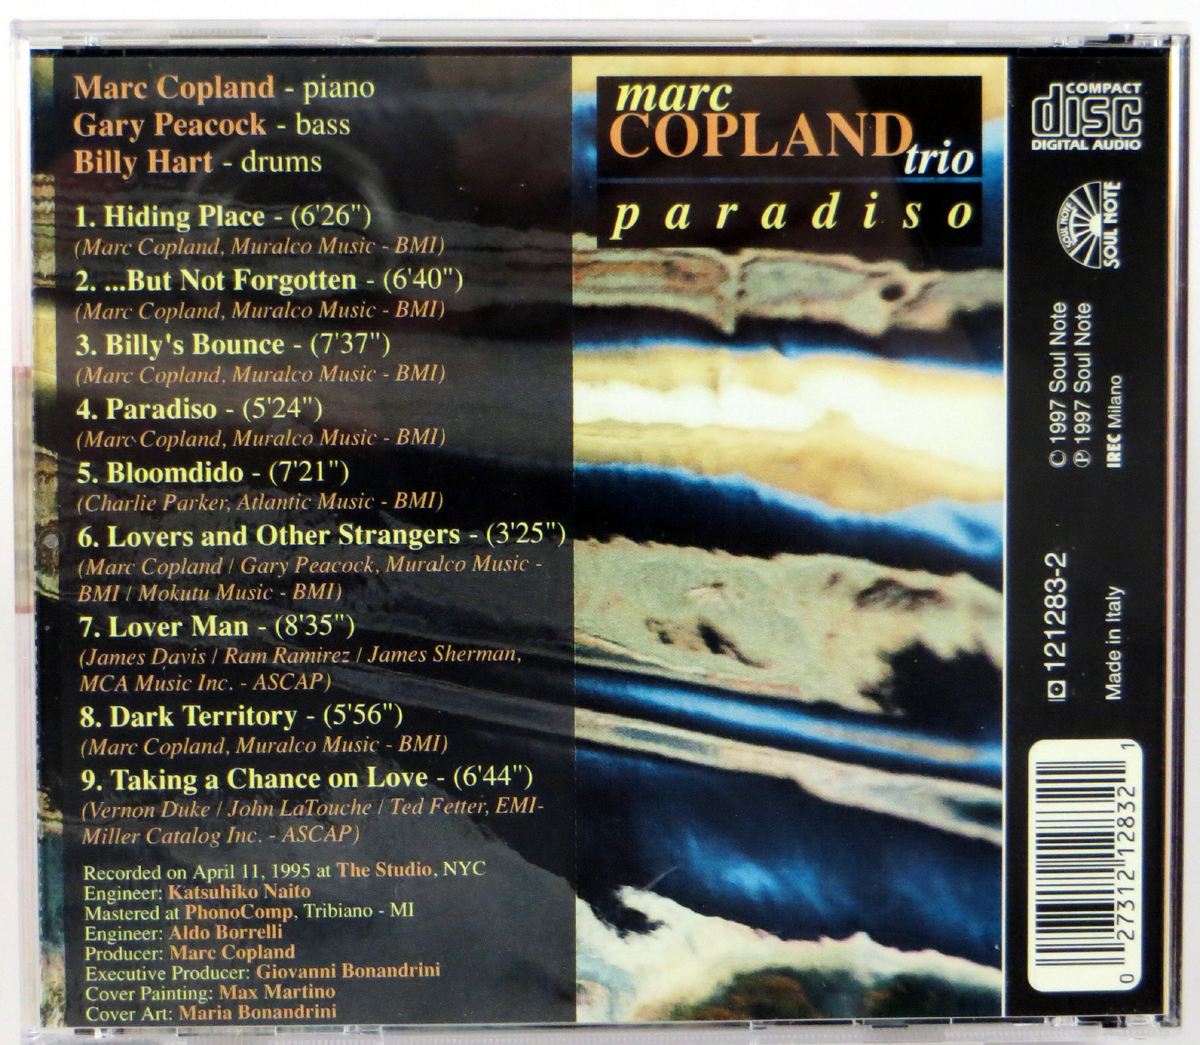 Marc Copland - piano
Gary Peacock - bass
Billy Hart - drums
1. Hiding Place - (6'26")
(Marc Copland, Muralco Music - BMI)
2. ...But Not Forgotten - (6'40")
(Marc Copland, Muralco Music - BMI)
3. Billy's Bounce - (7'37")
(Marc Copland, Muralco Music - BMI)
4. Paradiso - (5'24")
(Marc Copland, Muralco Music - BMI)
5. Bloomdido - (7'21")
(Charlie Parker, Atlantic Music - BMI)
6. Lovers and Other Strangers - (3'25")
(Marc Copland / Gary Peacock, Muralco Music -
BMI / Mokutu Music - BMI)
7. Lover Man - (8'35")
(James Davis / Ram Ramirez / James Sherman,
MCA Music Inc. - ASCAP)
8. Dark Territory - (5'56")
(Marc Copland, Muralco Music - BMI)
9. Taking a Chance on Love - (6'44")
(Vernon Duke / John LaTouche / Ted Fetter, EMI-
Miller Catalog Inc. - ASCAP)
Recorded on April 11, 1995 at The Studio, NYC
Engineer: Katsuhiko Naito
Mastered at PhonoComp, Tribiano - MI
Engineer: Aldo Borrelli
Producer: Marc Copland
Executive Producer: Giovanni Bonandrini
Cover Painting: Max Martino
Cover Art: Maria Bonandrini
marc
COPLAND
trio
paradiso
COMPACT
disc
DIGITAL AUDIO
SOUL NOTE
SOUL NOTE
© 1997 Soul Note
℗ 1997 Soul Note
IREC Milano
121283-2
Made in Italy
0 27312 12832 1